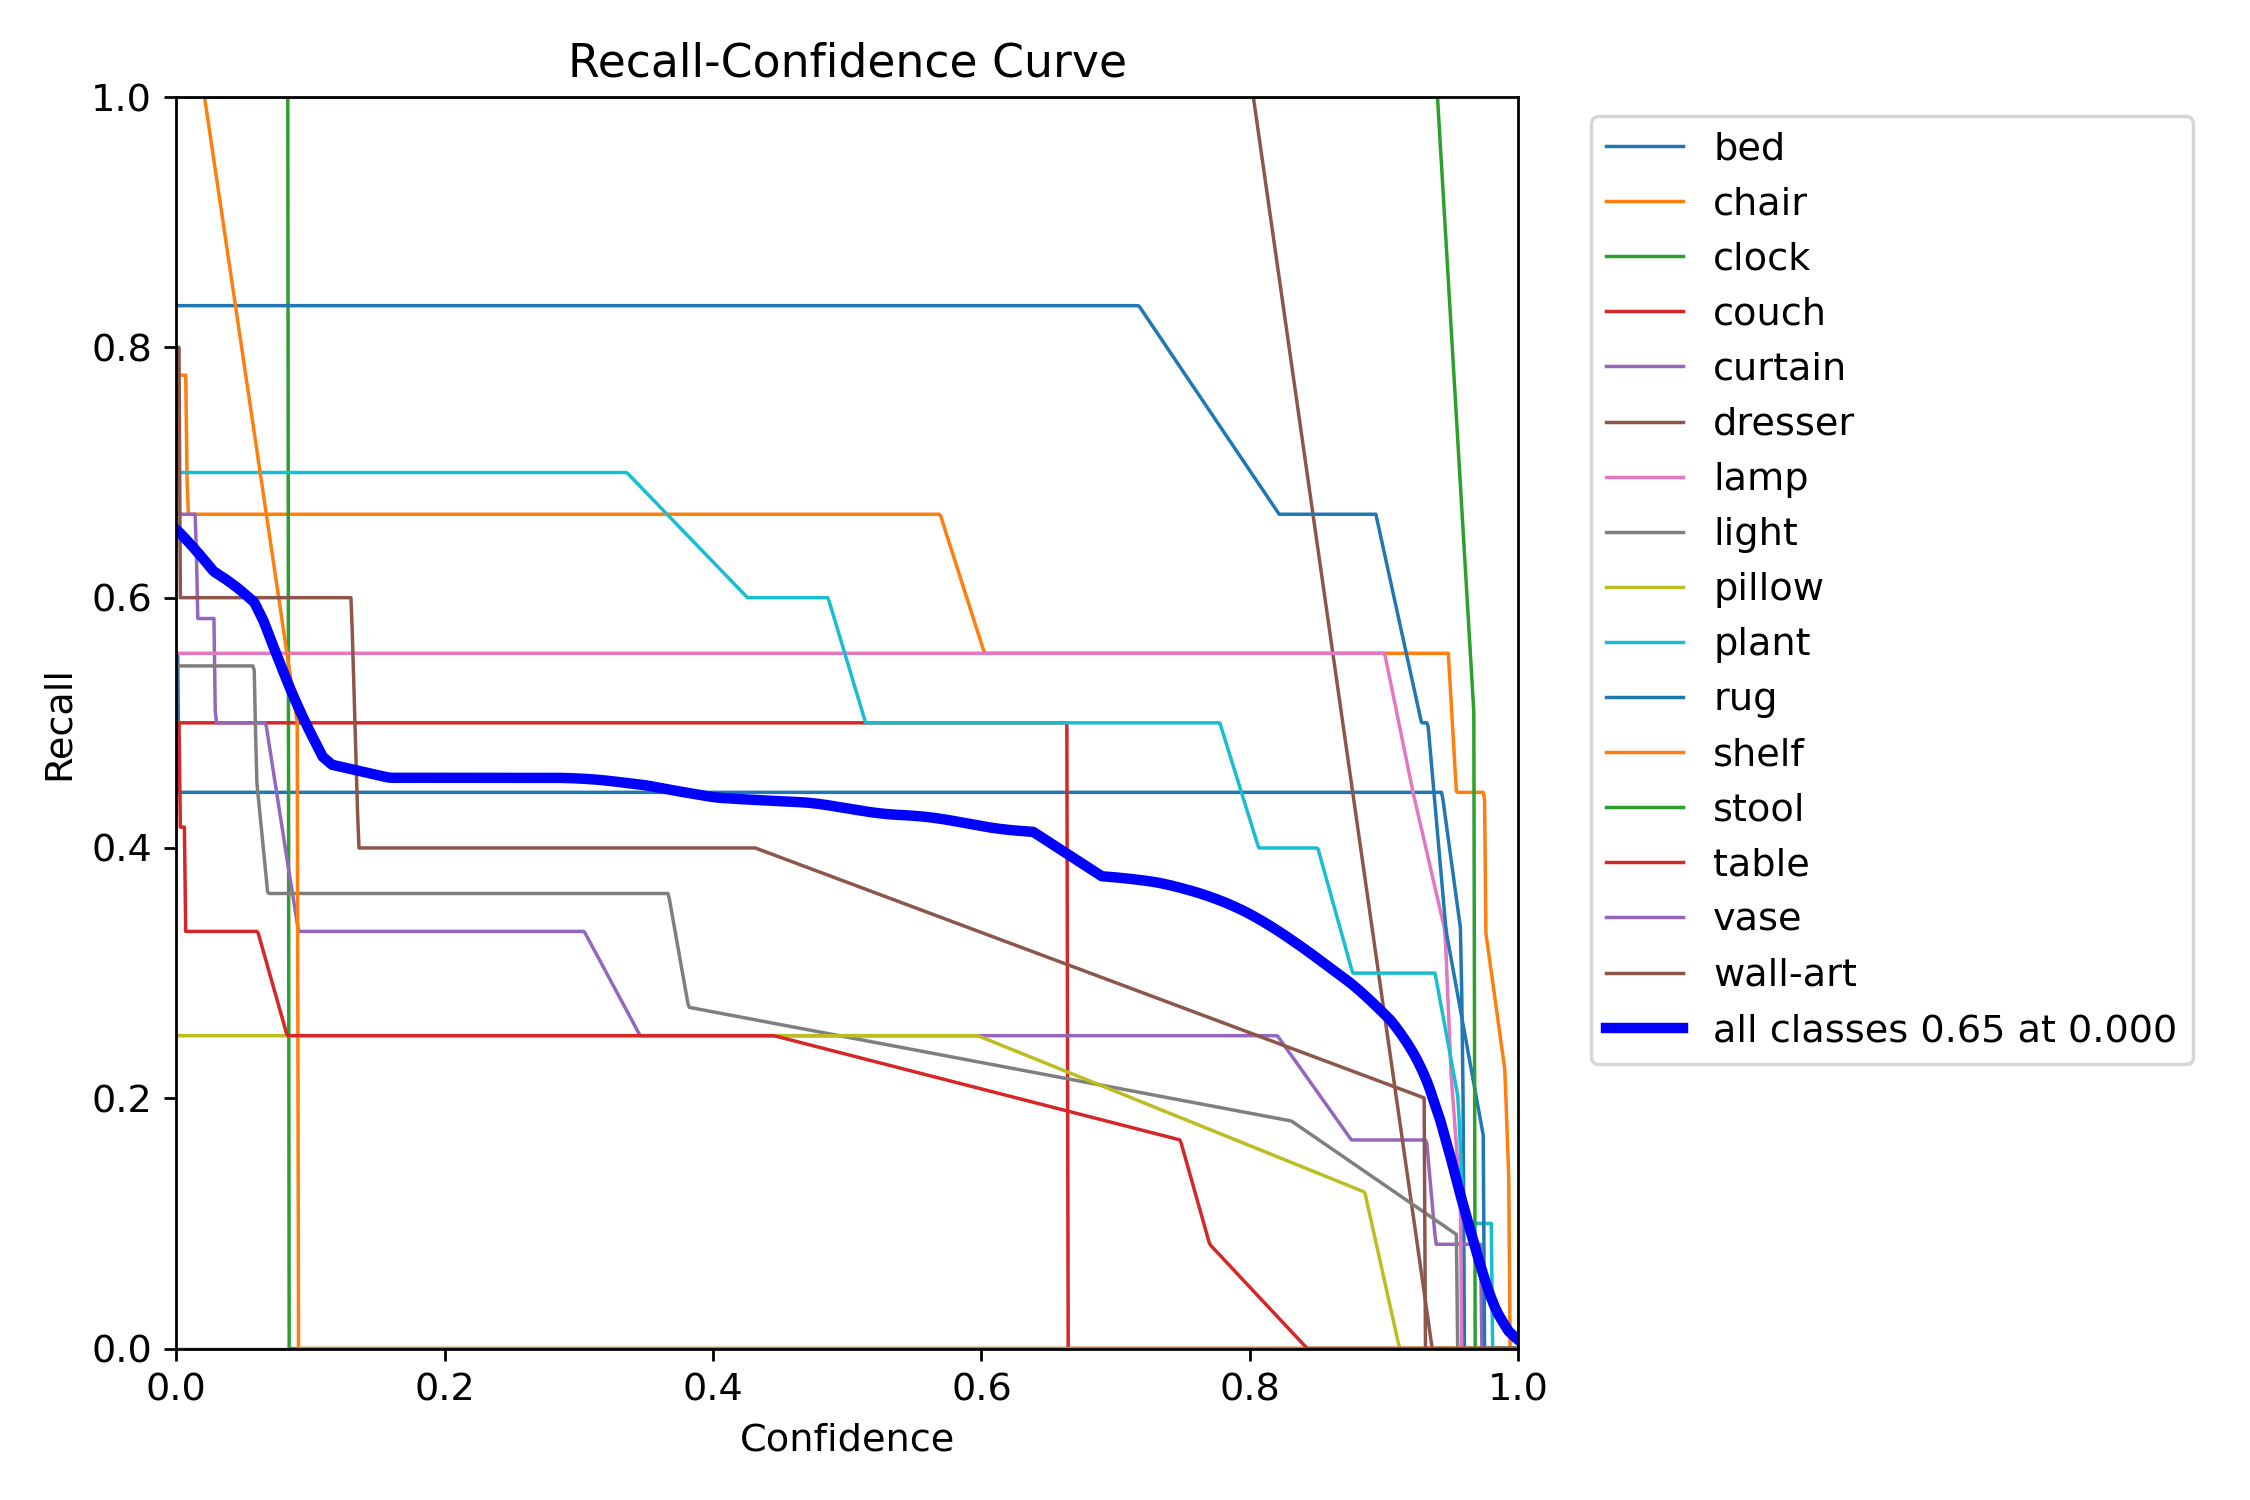 Recall-Confidence Curve
1.0
0.8
0.6
0.4
0.2
0.0
Recall
0.0 0.2 0.4 0.6 0.8 1.0
Confidence
bed
chair
clock
couch
curtain
dresser
lamp
light
pillow
plant
rug
shelf
stool
table
vase
wall-art
all classes 0.65 at 0.000